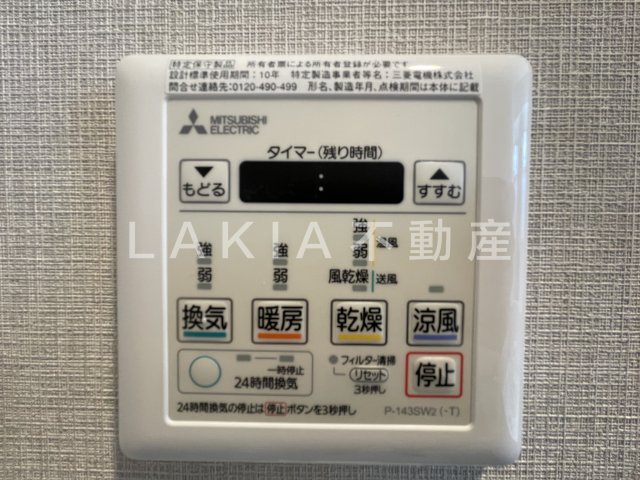 特定保守製品 所有者票による所有者登録が必要です
設計標準使用期間：10年 特定製造事業者等名：三菱電機株式会社
問合せ連絡先：0120-490-499 形名、製造年月、点検期間は本体に記載
MITSUBISHI
ELECTRIC
タイマー(残り時間)
▼
もどる
:
▲
すすむ
LAKIA不動産
強 強 強 温風
弱 弱 弱
風乾燥 送風
換気 暖房 乾燥 涼風
一時停止
24時間換気
フィルター清掃
リセット
3秒押し
停止
24時間換気の停止は 停止 ボタンを3秒押し
P-143SW2 (-T)